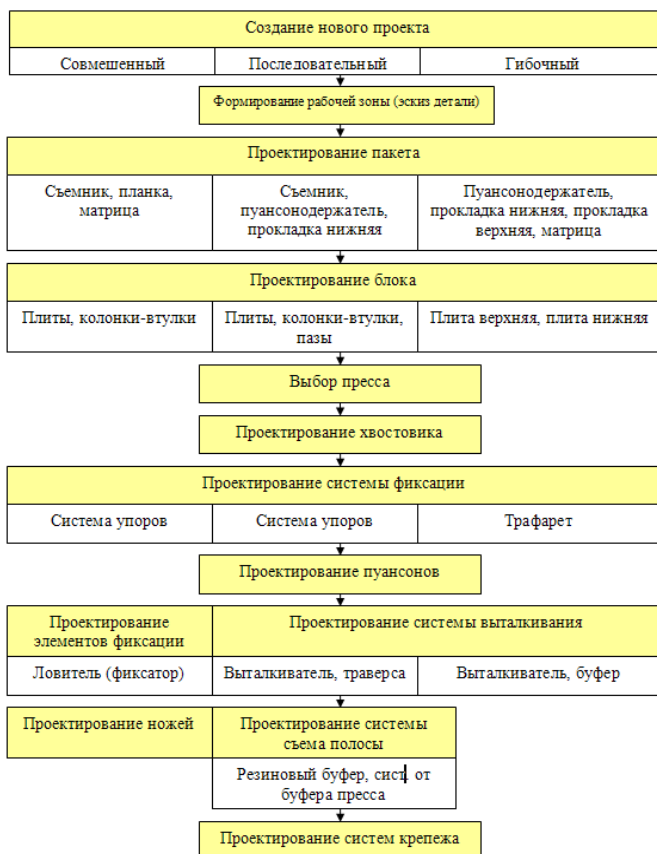 Создание нового проекта
Совмешенный
Последовательный
Гибочный
Формирование рабочей зоны (эскиз детали)
Проектирование пакета
Съемник, планка,
матрица
Съемник,
пуансонодержатель,
прокладка нижняя
Пуансонодержатель,
прокладка нижняя, прокладка
верхняя, матрица
Проектирование блока
Плиты, колонки-втулки
Плиты, колонки-втулки,
пазы
Плита верхняя, плита нижняя
Выбор пресса
Проектирование хвостовика
Проектирование системы фиксации
Система упоров
Система упоров
Трафарет
Проектирование пуансонов
Проектирование
элементов фиксации
Проектирование системы выталкивания
Ловитель (фиксатор)
Выталкиватель, траверса
Выталкиватель, буфер
Проектирование ножей
Проектирование системы
съема полосы
Резиновый буфер, сист. от
буфера пресса
Проектирование систем крепежа